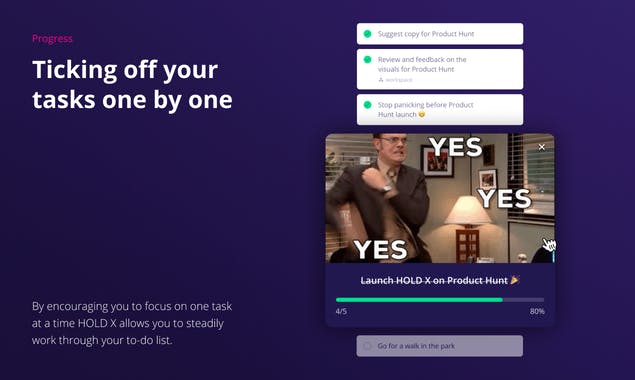 Progress
Ticking off your
tasks one by one
By encouraging you to focus on one task
at a time HOLD X allows you to steadily
work through your to-do list.
Suggest copy for Product Hunt
Review and feedback on the
visuals for Product Hunt
workspace
Stop panicking before Product
Hunt launch 😄
YES
YES
YES
Launch HOLD X on Product Hunt 🎉
4/5 80%
Go for a walk in the park